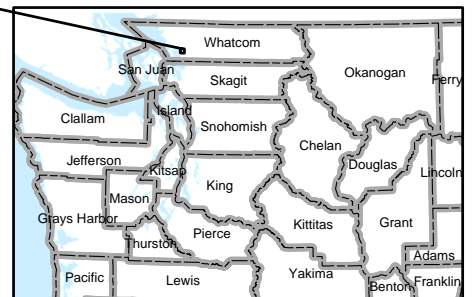 Whatcom
San Juan
Skagit
Okanogan
Ferry
Island
Clallam
Snohomish
Chelan
Douglas
Jefferson
Kitsap
Lincoln
King
Mason
Grays Harbor
Kittitas
Grant
Thurston
Pierce
Adams
Pacific
Lewis
Yakima
Benton
Franklin